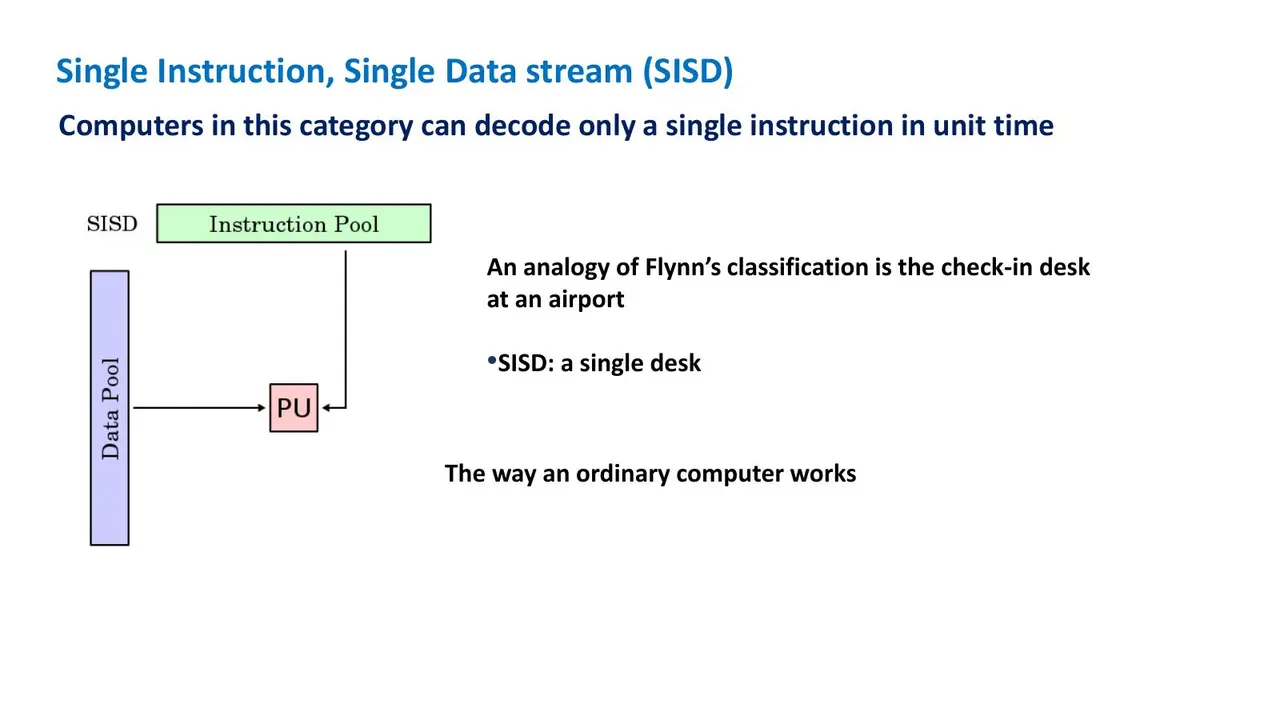 Single Instruction, Single Data stream (SISD)
Computers in this category can decode only a single instruction in unit time
SISD
Instruction Pool
Data Pool
PU
An analogy of Flynn’s classification is the check-in desk
at an airport
•SISD: a single desk
The way an ordinary computer works